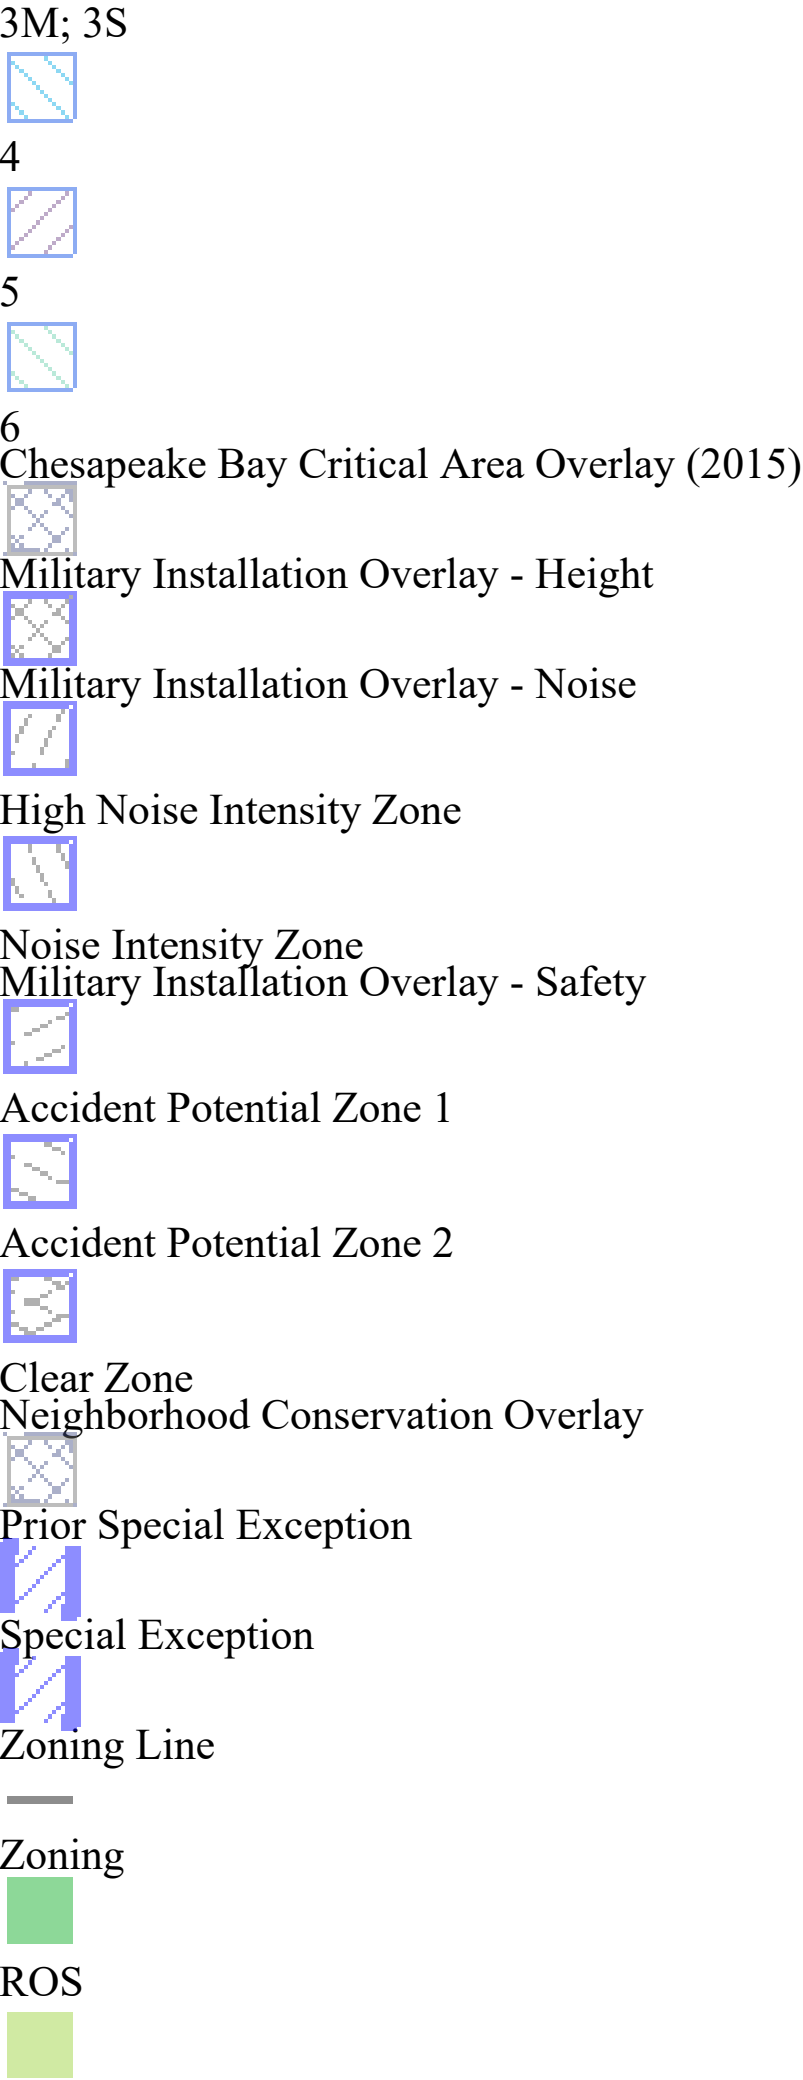 3M; 3S
4
5
6
Chesapeake Bay Critical Area Overlay (2015)
Military Installation Overlay - Height
Military Installation Overlay - Noise
High Noise Intensity Zone
Noise Intensity Zone
Military Installation Overlay - Safety
Accident Potential Zone 1
Accident Potential Zone 2
Clear Zone
Neighborhood Conservation Overlay
Prior Special Exception
Special Exception
Zoning Line
Zoning
ROS